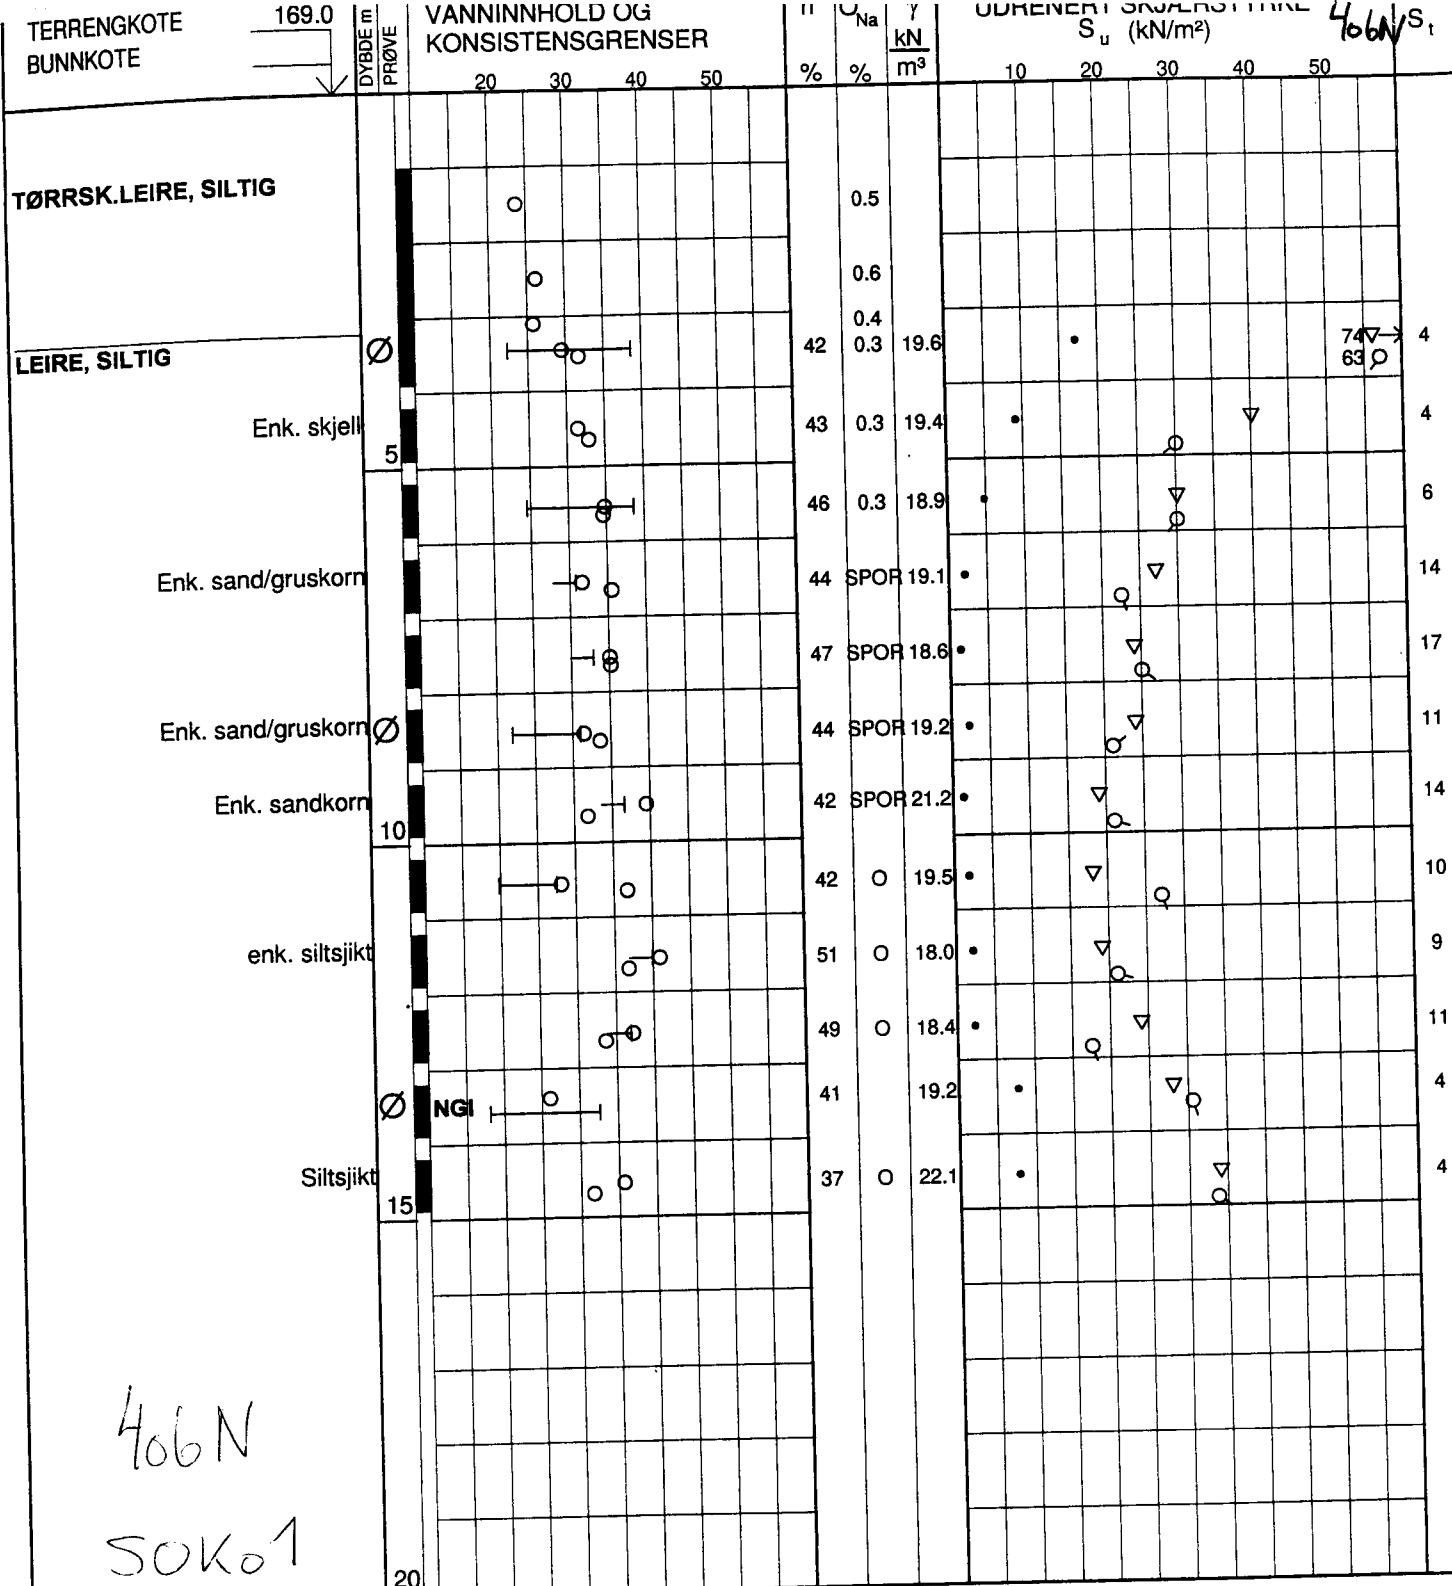 TERRENGKOTE 169.0
BUNNKOTE
DYBDE m
PRØVE
VANNINNHOLD OG
KONSISTENSGRENSER
20 30 40 50
n O Na γ
% % kN/m³
UDRENERT SKJÆRSTYRKE
S u (kN/m²)
10 20 30 40 50
406N
S t
TØRRSK.LEIRE, SILTIG
0.5
0.6
0.4
LEIRE, SILTIG Ø 42 0.3 19.6 74 4
63
Enk. skjell 43 0.3 19.4 4
5
46 0.3 18.9 6
Enk. sand/gruskorn 44 SPOR 19.1 14
47 SPOR 18.6 17
Enk. sand/gruskorn Ø 44 SPOR 19.2 11
Enk. sandkorn 42 SPOR 21.2 14
10
42 O 19.5 10
enk. siltsjikt 51 O 18.0 9
49 O 18.4 11
Ø NGI 41 19.2 4
Siltsjikt 37 O 22.1 4
15
406N
SOKo1
20